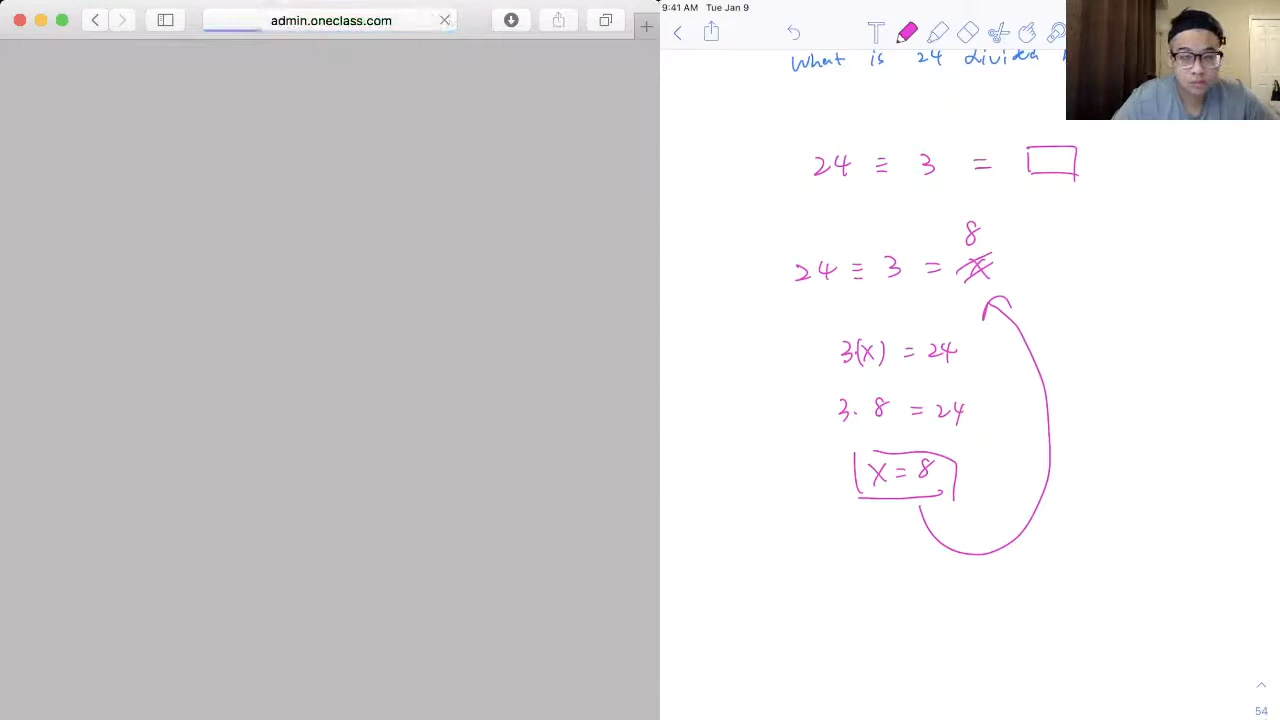 admin.oneclass.com
9:41 AM Tue Jan 9
T
What is 24 divided
24 ÷ 3 = □
8
24 ÷ 3 = x
3(x) = 24
3 · 8 = 24
x = 8
54